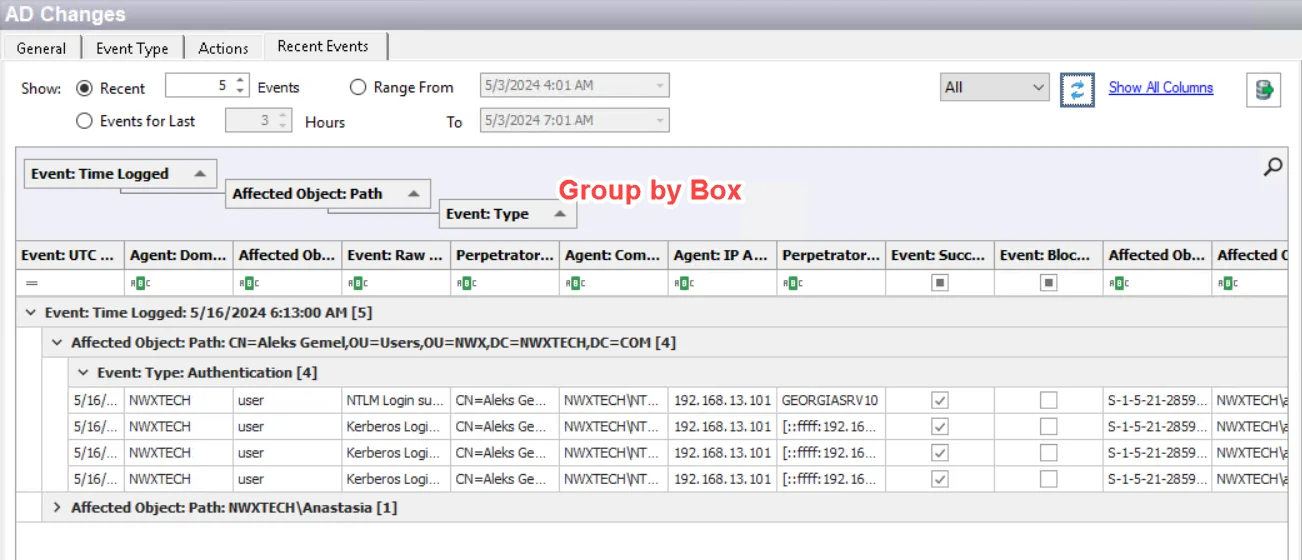 AD Changes
General Event Type Actions Recent Events
Show: Recent 5 Events Range From 5/3/2024 4:01 AM All Show All Columns
Events for Last 3 Hours To 5/3/2024 7:01 AM
Event: Time Logged
Affected Object: Path
Group by Box
Event: Type
Event: UTC ... Agent: Dom... Affected Ob... Event: Raw ... Perpetrator... Agent: Com... Agent: IP A... Perpetrator... Event: Succ... Event: Bloc... Affected Ob... Affected O
= ABC ABC ABC ABC ABC ABC ABC ABC ABC
Event: Time Logged: 5/16/2024 6:13:00 AM [5]
Affected Object: Path: CN=Aleks Gemel,OU=Users,OU=NWX,DC=NWXTECH,DC=COM [4]
Event: Type: Authentication [4]
5/16/... NWXTECH user NTLM Login su... CN=Aleks Ge... NWXTECH\NT... 192.168.13.101 GEORGIASRV10 S-1-5-21-2859... NWXTECH\a
5/16/... NWXTECH user Kerberos Logi... CN=Aleks Ge... NWXTECH\NT... 192.168.13.101 [::ffff:192.16... S-1-5-21-2859... NWXTECH\a
5/16/... NWXTECH user Kerberos Logi... CN=Aleks Ge... NWXTECH\NT... 192.168.13.101 [::ffff:192.16... S-1-5-21-2859... NWXTECH\a
5/16/... NWXTECH user Kerberos Logi... CN=Aleks Ge... NWXTECH\NT... 192.168.13.101 [::ffff:192.16... S-1-5-21-2859... NWXTECH\a
Affected Object: Path: NWXTECH\Anastasia [1]